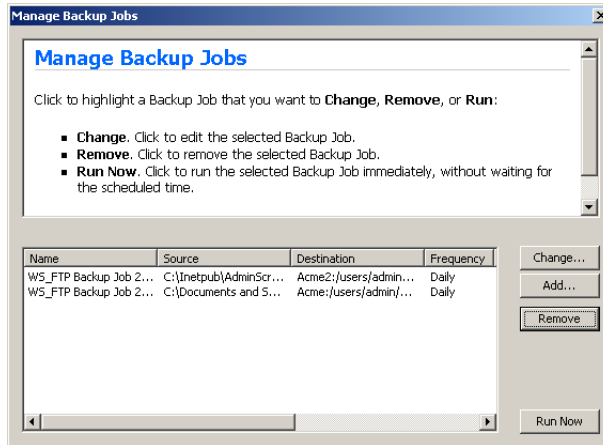 Manage Backup Jobs
Manage Backup Jobs
Click to highlight a Backup Job that you want to Change, Remove, or Run:
Change. Click to edit the selected Backup Job.
Remove. Click to remove the selected Backup Job.
Run Now. Click to run the selected Backup Job immediately, without waiting for
the scheduled time.
Name Source Destination Frequency
WS_FTP Backup Job 2... C:\Inetpub\AdminScr... Acme2:/users/admin... Daily
WS_FTP Backup Job 2... C:\Documents and S... Acme:/users/admin/... Daily
Change...
Add...
Remove
Run Now